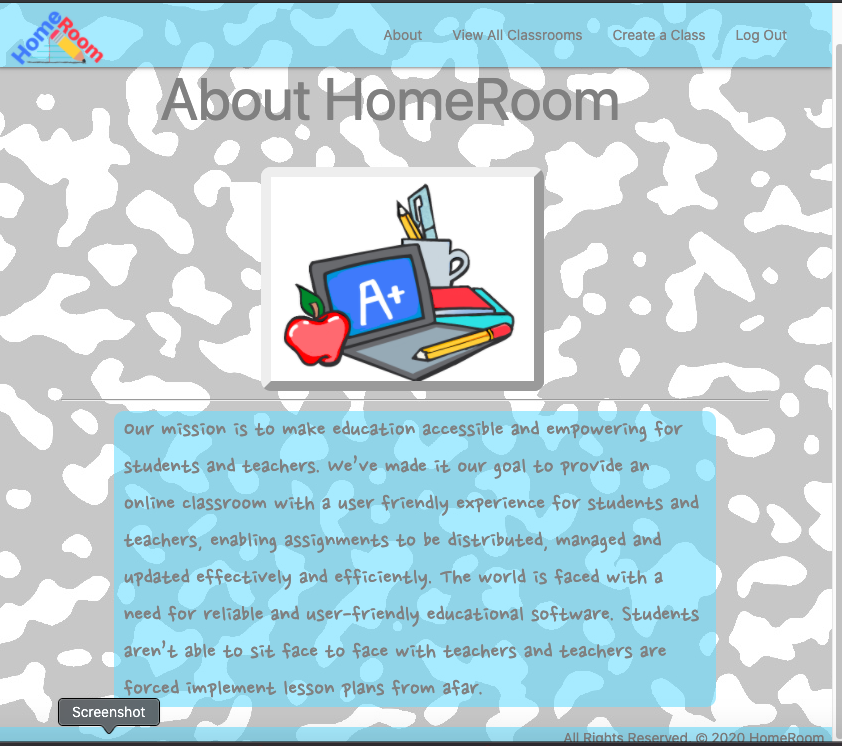 HomeRoom
About View All Classrooms Create a Class Log Out
About HomeRoom
A+
Our mission is to make education accessible and empowering for
students and teachers. We've made it our goal to provide an
online classroom with a user friendly experience for students and
teachers, enabling assignments to be distributed, managed and
updated effectively and efficiently. The world is faced with a
need for reliable and user-friendly educational software. Students
aren't able to sit face to face with teachers and teachers are
forced implement lesson plans from afar.
Screenshot
All Rights Reserved. © 2020 HomeRoom